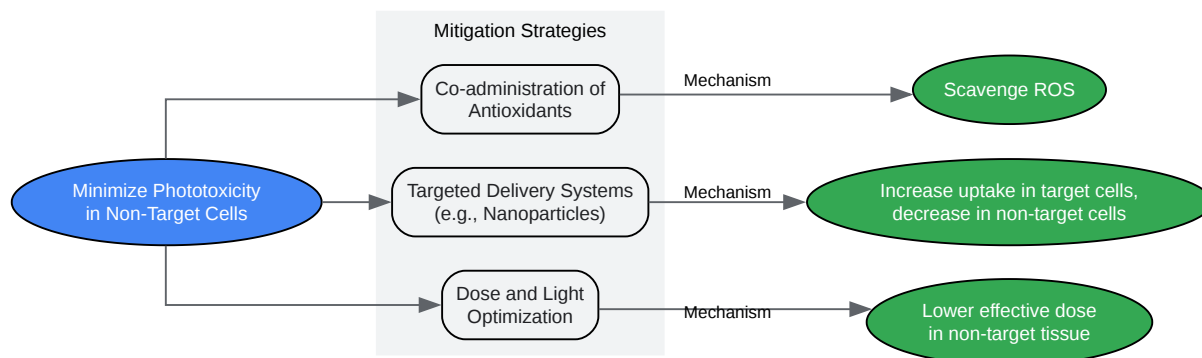 Mitigation Strategies
Co-administration of
Antioxidants
Mechanism
Scavenge ROS
Minimize Phototoxicity
in Non-Target Cells
Targeted Delivery Systems
(e.g., Nanoparticles)
Mechanism
Increase uptake in target cells,
decrease in non-target cells
Dose and Light
Optimization
Mechanism
Lower effective dose
in non-target tissue